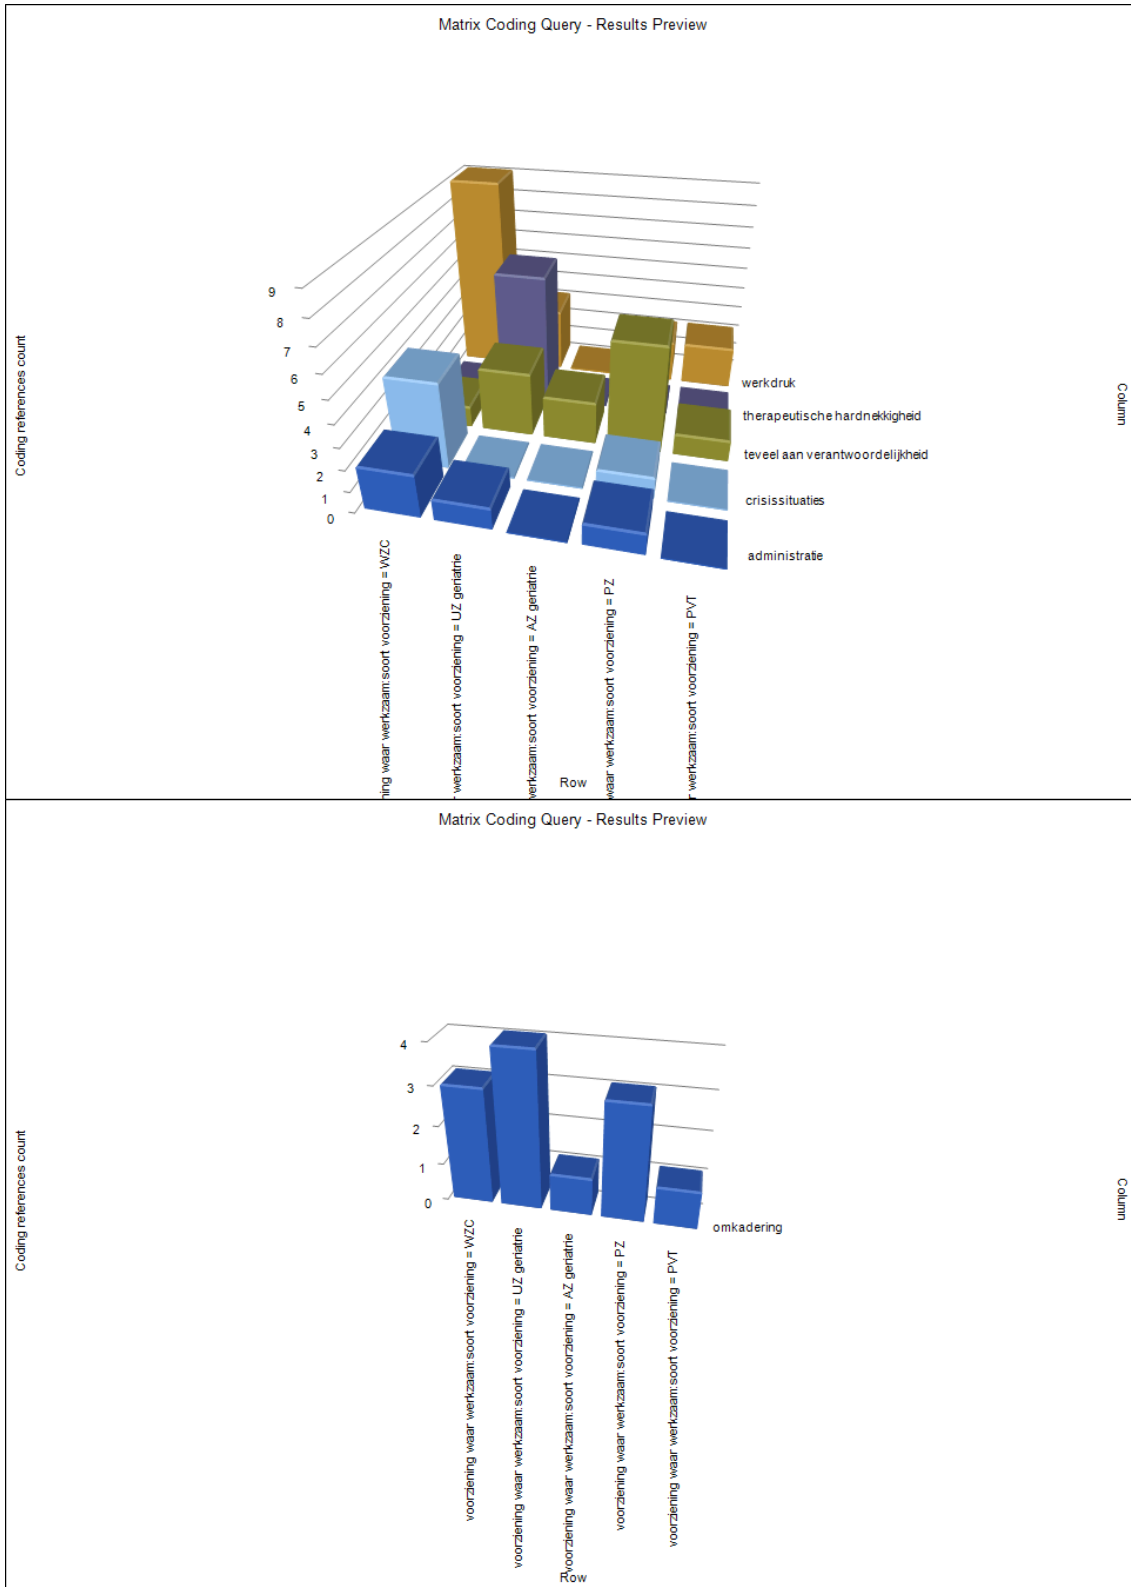 Matrix Coding Query - Results Preview
Coding references count
9
8
7
6
5
4
3
2
1
0
werkdruk
therapeutische hardnekkigheid
teveel aan verantwoordelijkheid
crisissituaties
administratie
Column
ning waar werkzaam:soort voorziening = WZC
r werkzaam:soort voorziening = UZ geriatrie
verkzaam:soort voorziening = AZ geriatrie
waar werkzaam:soort voorziening = PZ
r werkzaam:soort voorziening = PVT
Row
Matrix Coding Query - Results Preview
Coding references count
4
3
2
1
0
omkadering
Column
voorziening waar werkzaam:soort voorziening = WZC
voorziening waar werkzaam:soort voorziening = UZ geriatrie
voorziening waar werkzaam:soort voorziening = AZ geriatrie
voorziening waar werkzaam:soort voorziening = PZ
voorziening waar werkzaam:soort voorziening = PVT
Row